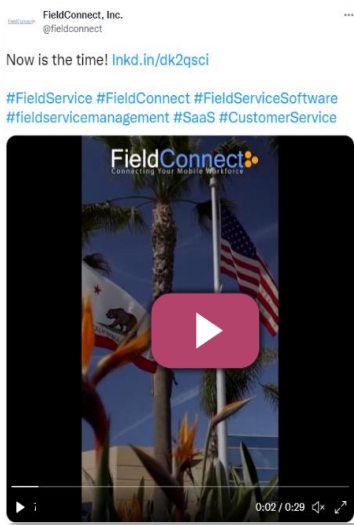 FieldConnect, Inc.
@fieldconnect
Now is the time! lnkd.in/dk2qsci
#FieldService #FieldConnect #FieldServiceSoftware
#fieldservicemanagement #SaaS #CustomerService
FieldConnect
Connecting Your Mobile Workforce
0:02 / 0:29